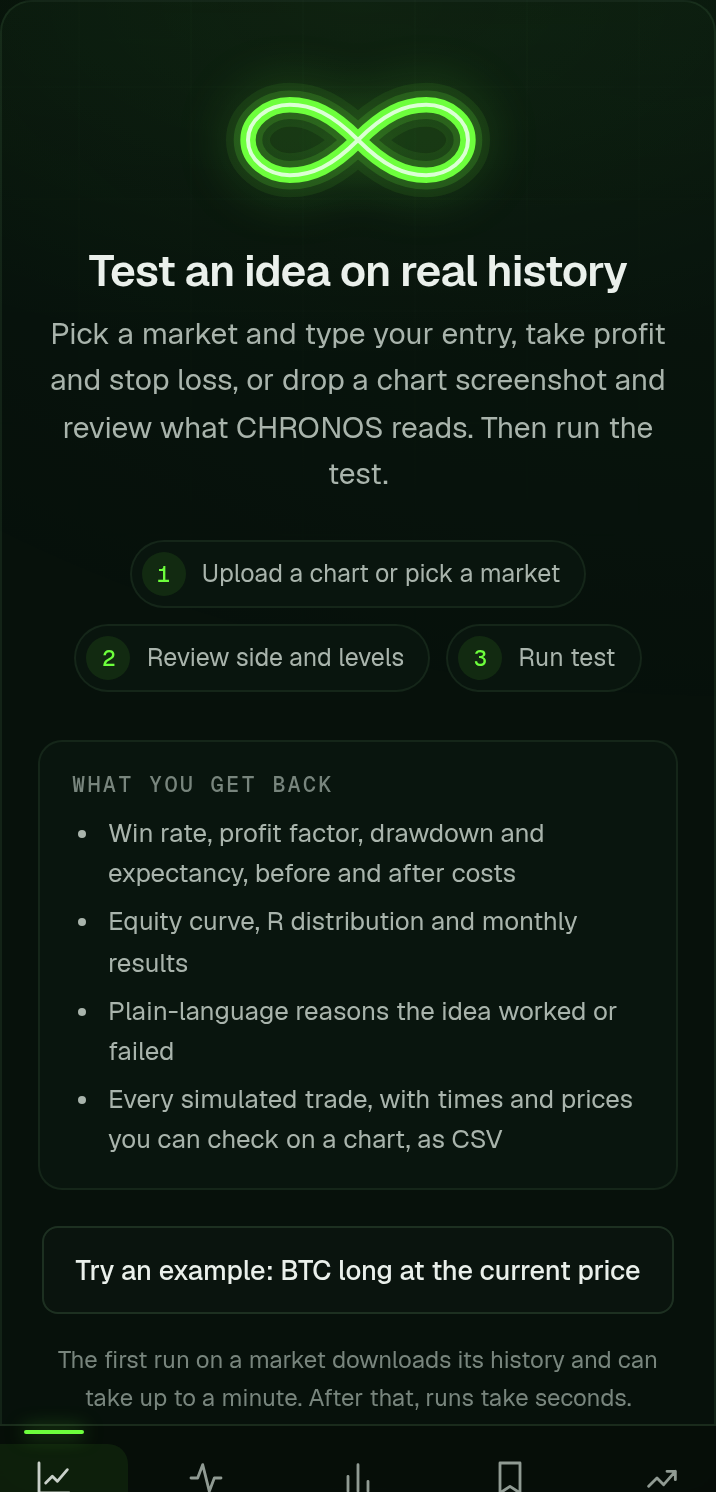 Test an idea on real history
Pick a market and type your entry, take profit
and stop loss, or drop a chart screenshot and
review what CHRONOS reads. Then run the
test.
1 Upload a chart or pick a market
2 Review side and levels
3 Run test
WHAT YOU GET BACK
• Win rate, profit factor, drawdown and
expectancy, before and after costs
• Equity curve, R distribution and monthly
results
• Plain-language reasons the idea worked or
failed
• Every simulated trade, with times and prices
you can check on a chart, as CSV
Try an example: BTC long at the current price
The first run on a market downloads its history and can
take up to a minute. After that, runs take seconds.